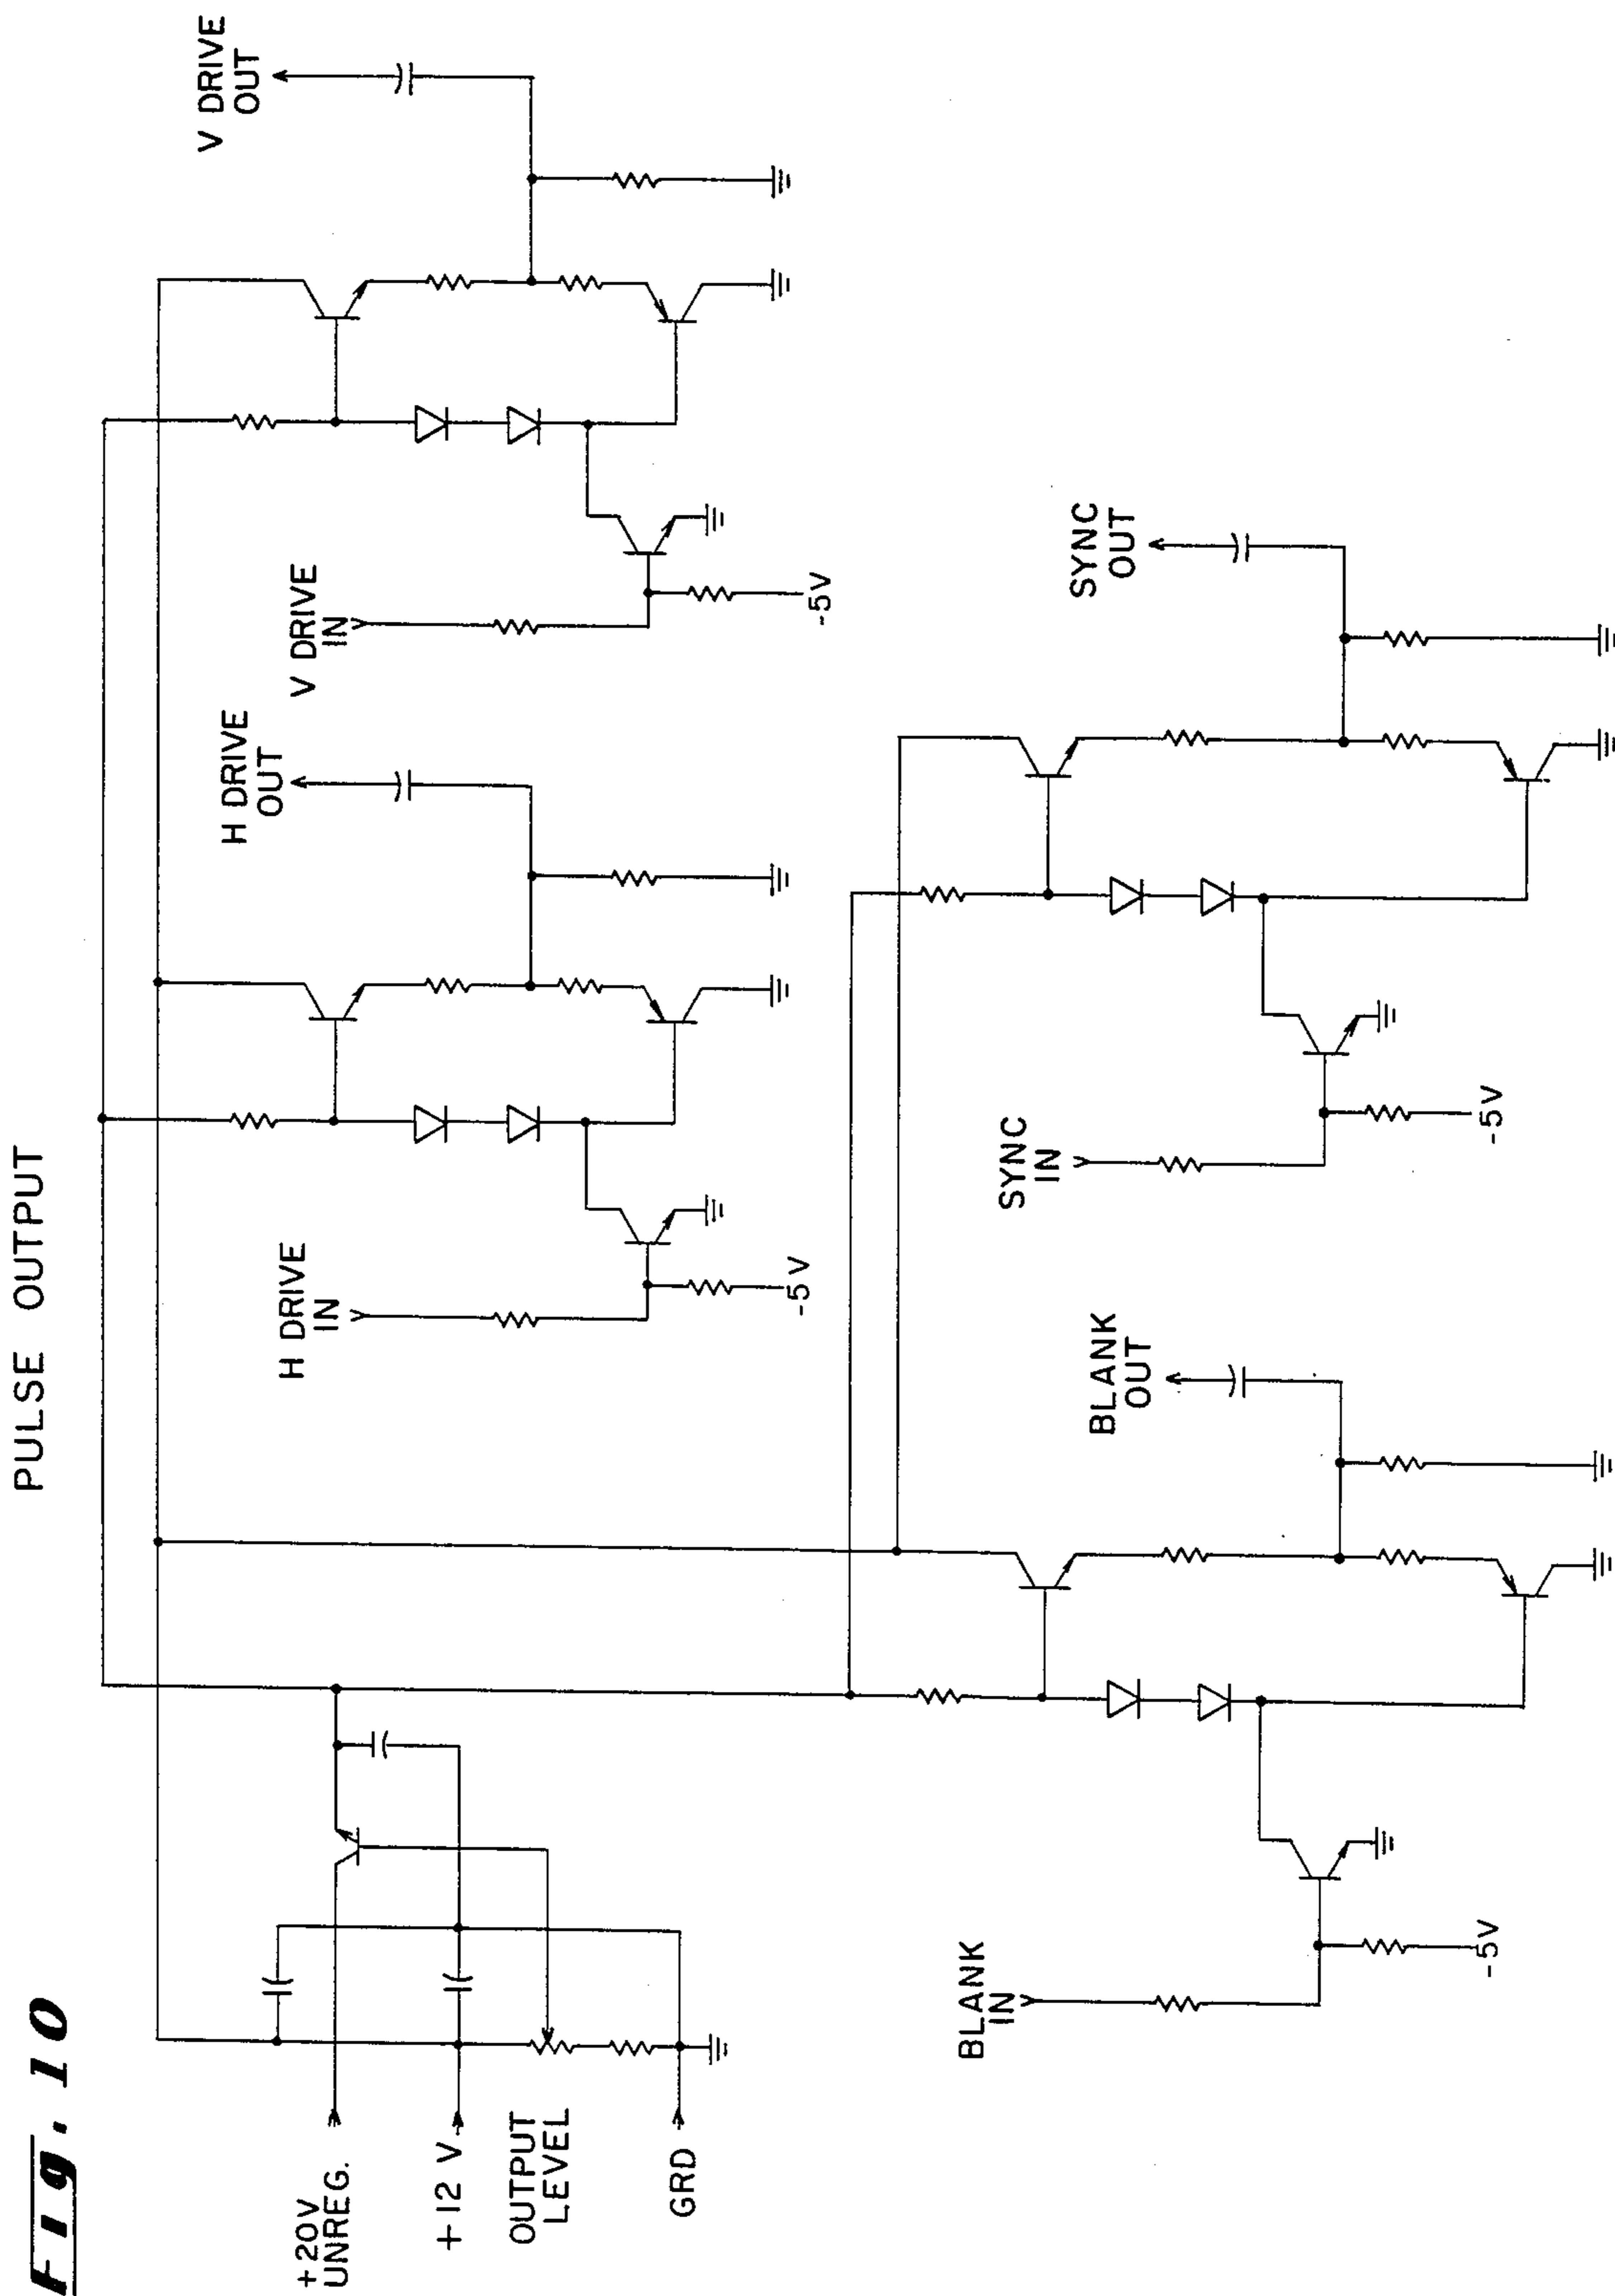 Fig. 10
PULSE OUTPUT
+20V
UNREG.
+12 V
OUTPUT
LEVEL
GRD
H DRIVE
IN
-5V
H DRIVE
OUT
V DRIVE
IN
-5V
V DRIVE
OUT
BLANK
IN
-5V
BLANK
OUT
SYNC
IN
-5V
SYNC
OUT